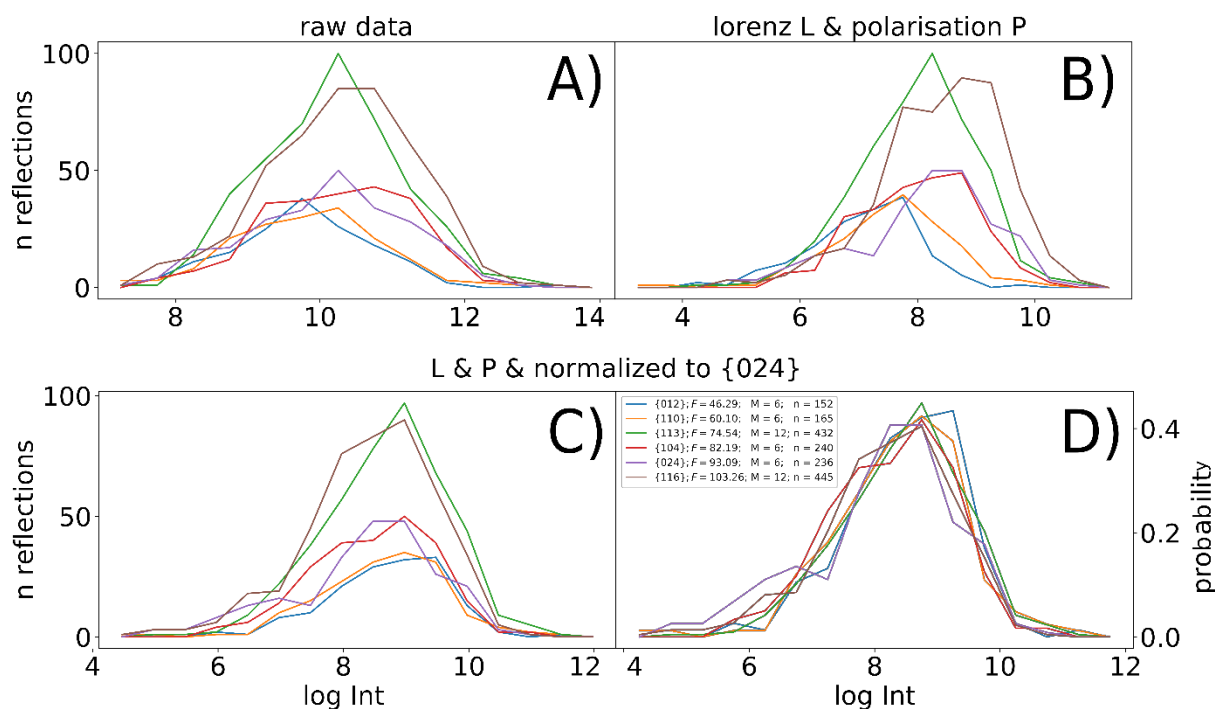 raw data
lorenz L & polarisation P
A)
B)
n reflections
100
50
0
8
10
12
14
4
6
8
10
L & P & normalized to {024}
C)
D)
n reflections
100
50
0
4
6
8
10
12
log Int
{012}; F = 46.29; M = 6; n = 152
{110}; F = 60.10; M = 6; n = 165
{113}; F = 74.54; M = 12; n = 432
{104}; F = 82.19; M = 6; n = 240
{024}; F = 93.09; M = 6; n = 236
{116}; F = 103.26; M = 12; n = 445
4
6
8
10
12
log Int
0.4
0.2
0.0
probability